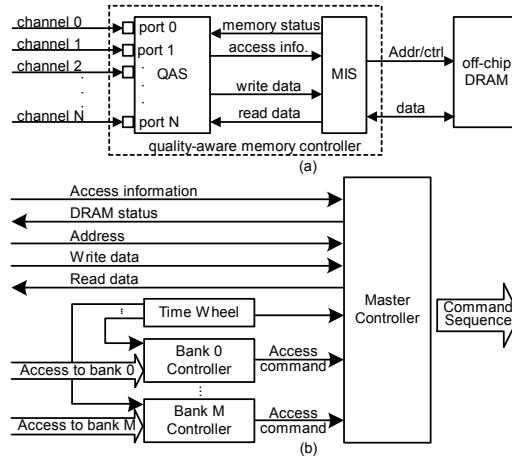 channel 0
channel 1
channel 2
channel N
port 0
port 1
port N
QAS
memory status
access info.
write data
read data
MIS
quality-aware memory controller
Addr/ctrl
data
off-chip
DRAM
(a)
Access information
DRAM status
Address
Write data
Read data
Time Wheel
Bank 0
Controller
Access to bank 0
Access
command
Bank M
Controller
Access to bank M
Access
command
Master
Controller
Command
Sequence
(b)